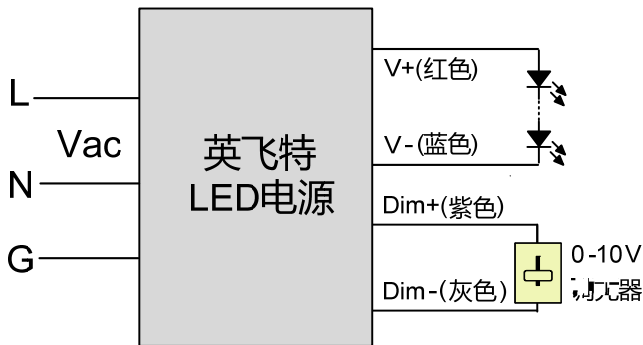 L
Vac
N
G
英飞特
LED电源
V+(红色)
V-(蓝色)
Dim+(紫色)
Dim-(灰色)
0-10V
器